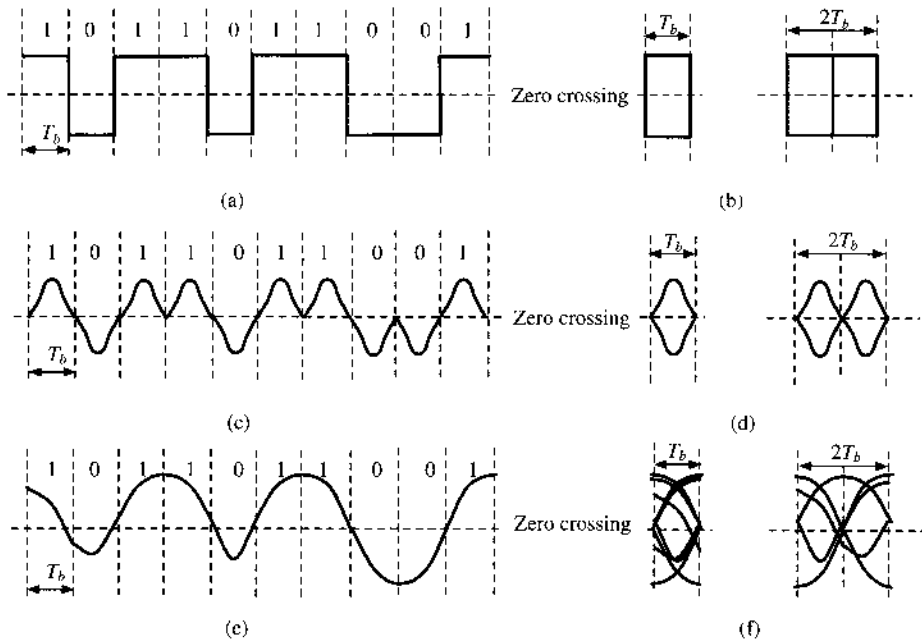 1 0 1 1 0 1 1 0 0 1
T_b
2T_b
Zero crossing
T_b
(a)
(b)
1 0 1 1 0 1 1 0 0 1
T_b
2T_b
Zero crossing
T_b
(c)
(d)
1 0 1 1 0 1 1 0 0 1
T_b
2T_b
Zero crossing
T_b
(e)
(f)